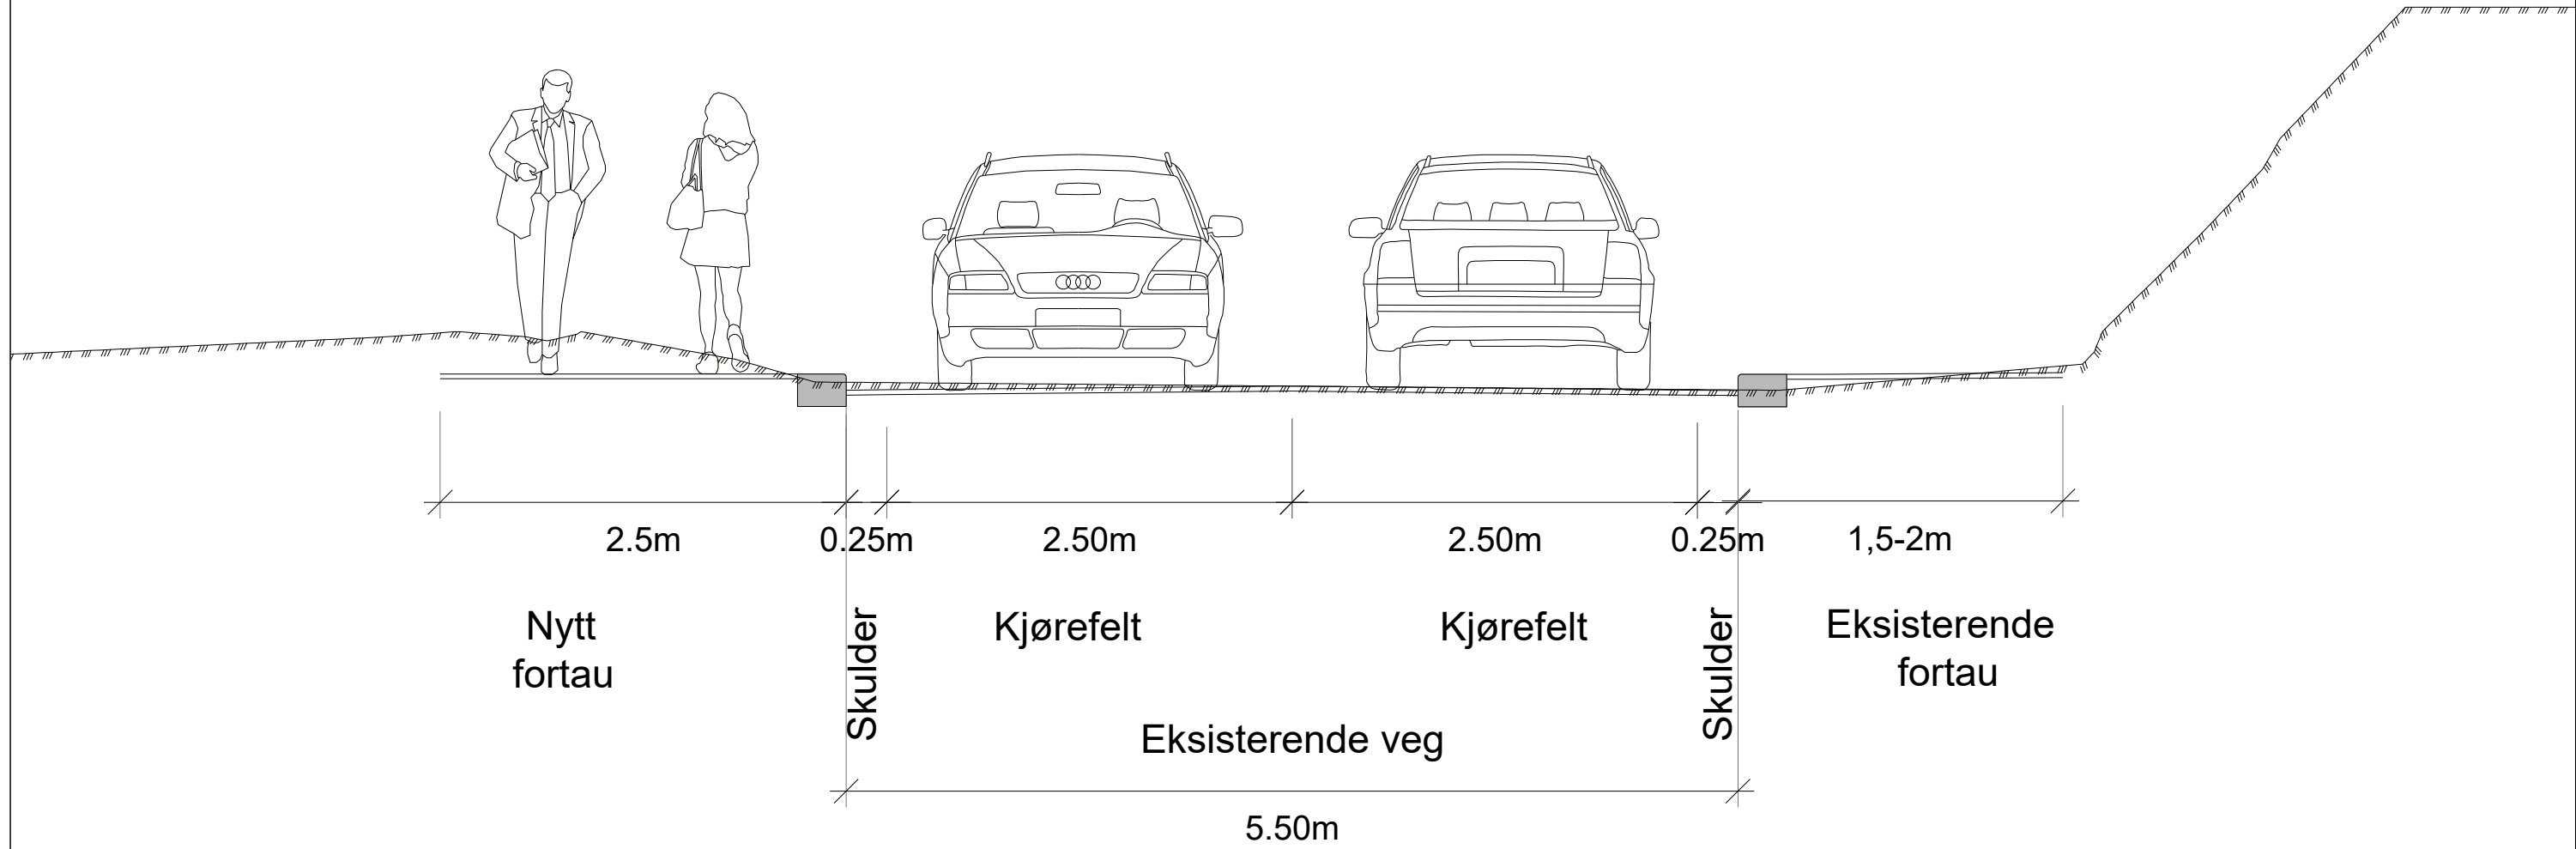 2.5m 0.25m 2.50m 2.50m 0.25m 1,5-2m
Nytt
fortau
Skulder
Kjørefelt
Kjørefelt
Skulder
Eksisterende
fortau
Eksisterende veg
5.50m